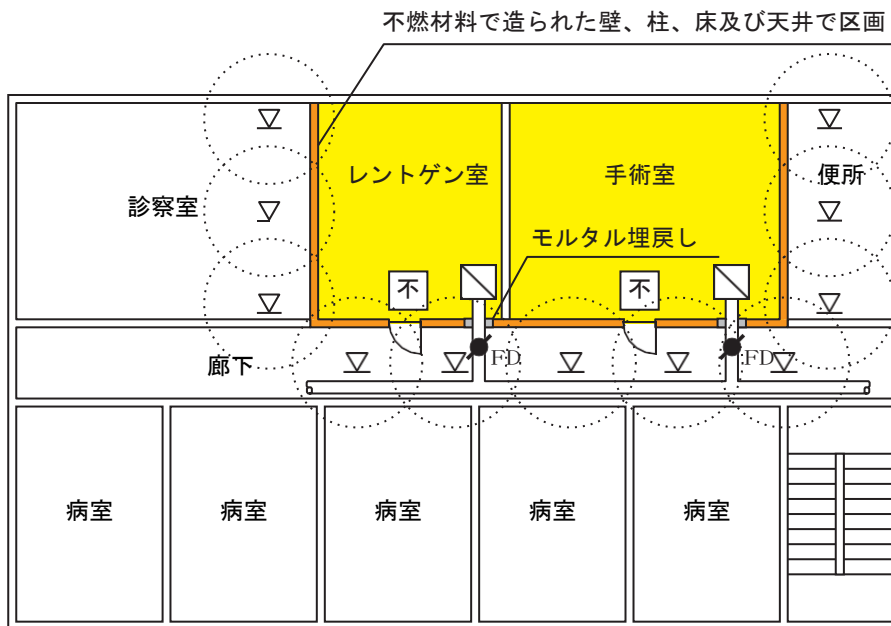 不燃材料で造られた壁、柱、床及び天井で区画
レントゲン室
手術室
便所
診察室
モルタル埋戻し
不
不
FD
FD
廊下
病室
病室
病室
病室
病室